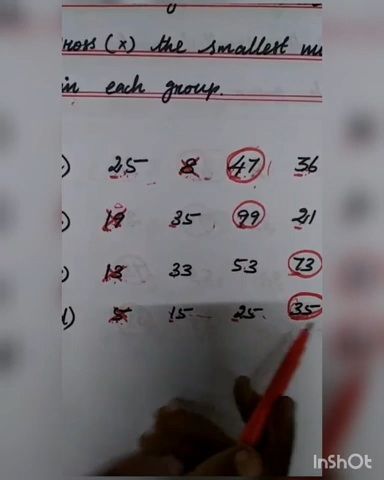 (x) the smallest
in each group.
) 25 8 47 36
) 19 35 99 21
) 13 33 53 73
d) 5 15 25 35
InShOt